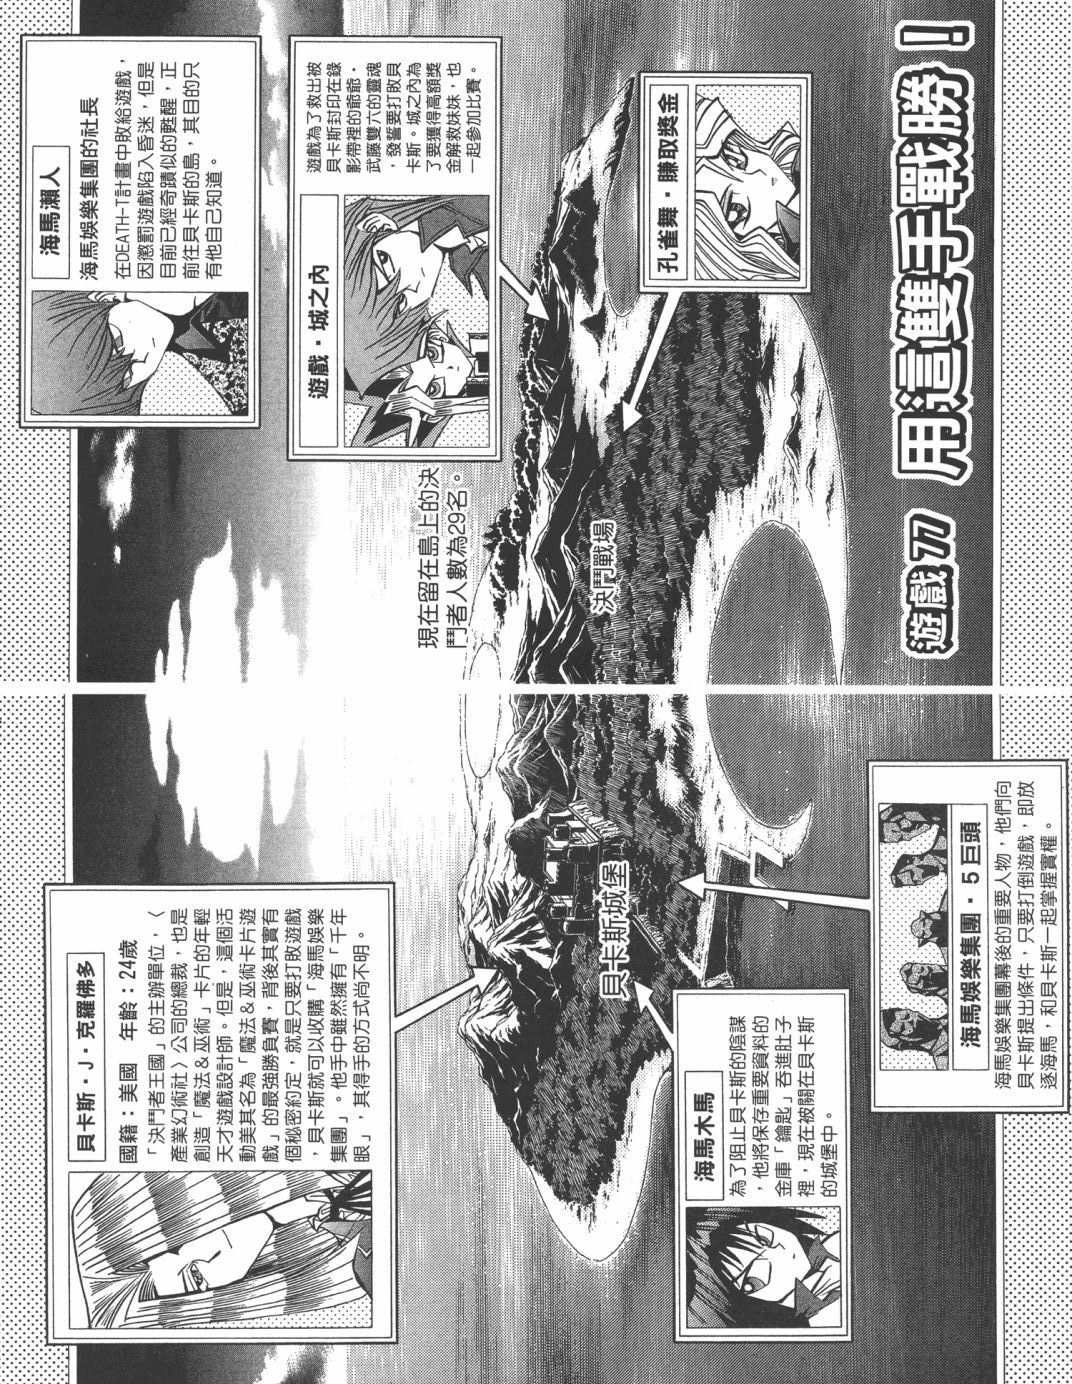 遊戲77 用這雙手戰勝！
貝卡斯・J・克羅佛多
國籍：美國 年齡：24歲
「決鬥者王國」的主辦單位，〈
產業幻術社〉公司的總裁，也是
創造「魔法＆巫術」卡片的年輕
天才遊戲設計師。但是，這個活
動美其名為「魔法＆巫術卡片遊
戲」的最強勝負賽，背後其實有
個秘密約定，就是只要打敗遊戲
，貝卡斯就可以收購「海馬娛樂
集團」。他手中雖然擁有「千年
眼」，其得手的方式尚不明。
海馬瀨人
海馬娛樂集團的社長
在DEATH-T計畫中敗給遊戲，
因懲罰遊戲陷入昏迷，但是
目前已經奇蹟似的甦醒，正
前往貝卡斯的島，其目的只
有他自己知道。
遊戲・城之內
遊戲為了救出被
貝卡斯封印在錄
影帶裡的爺爺，
武藤雙六的靈魂
，發誓要打敗貝
卡斯。城之內為
了要獲得高額獎
金解救妹妹，也
一起參加比賽。
現在留在島上的決
鬥者人數為29名。
決鬥戰場
孔雀舞・賺取獎金
貝卡斯城堡
海馬木馬
為了阻止貝卡斯的陰謀
，他將保存重要資料的
金庫「鑰匙」吞進肚子
裡，現在被關在貝卡斯
的城堡中。
海馬娛樂集團・5巨頭
海馬娛樂集團幕後的重要人物，他們向
貝卡斯提出條件，只要打倒遊戲，即放
逐海馬，和貝卡斯一起掌握實權。